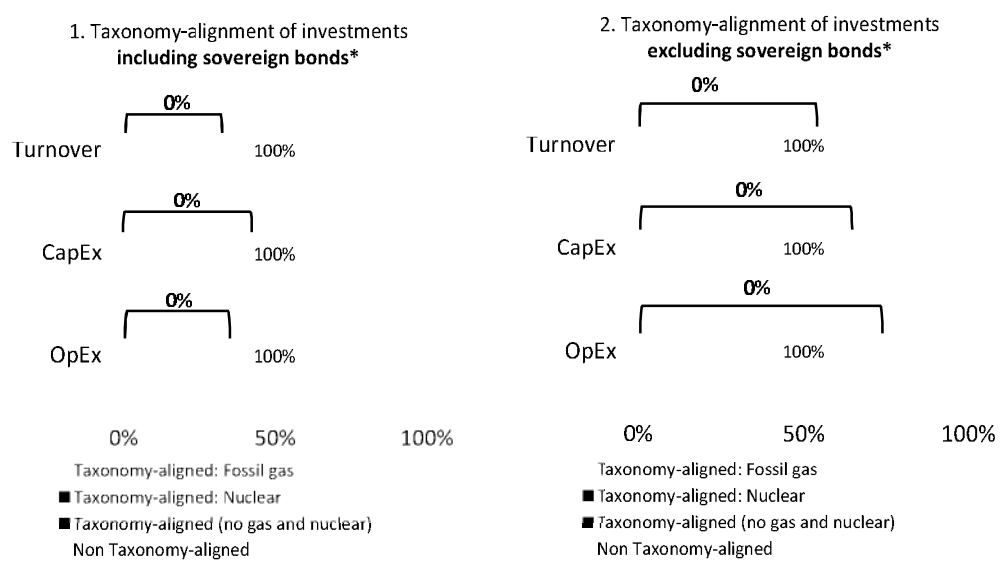 1. Taxonomy-alignment of investments
including sovereign bonds*
0%
Turnover 100%
0%
CapEx 100%
0%
OpEx 100%
0% 50% 100%
Taxonomy-aligned: Fossil gas
Taxonomy-aligned: Nuclear
Taxonomy-aligned (no gas and nuclear)
Non Taxonomy-aligned
2. Taxonomy-alignment of investments
excluding sovereign bonds*
0%
Turnover 100%
0%
CapEx 100%
0%
OpEx 100%
0% 50% 100%
Taxonomy-aligned: Fossil gas
Taxonomy-aligned: Nuclear
Taxonomy-aligned (no gas and nuclear)
Non Taxonomy-aligned